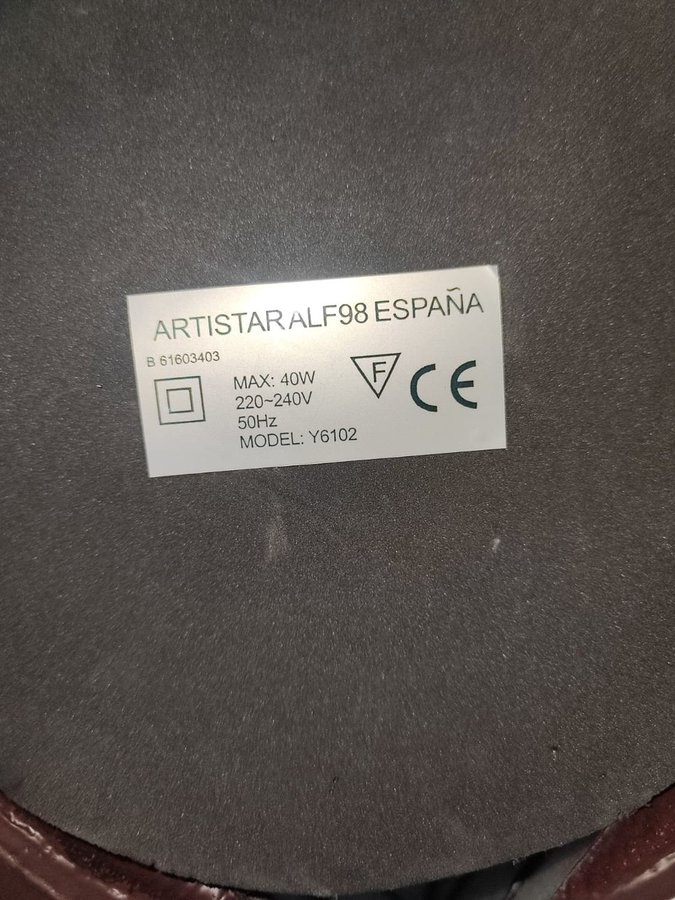 ARTISTAR ALF98 ESPAÑA
B 61603403
MAX: 40W
220~240V
50Hz
MODEL: Y6102
F
CE